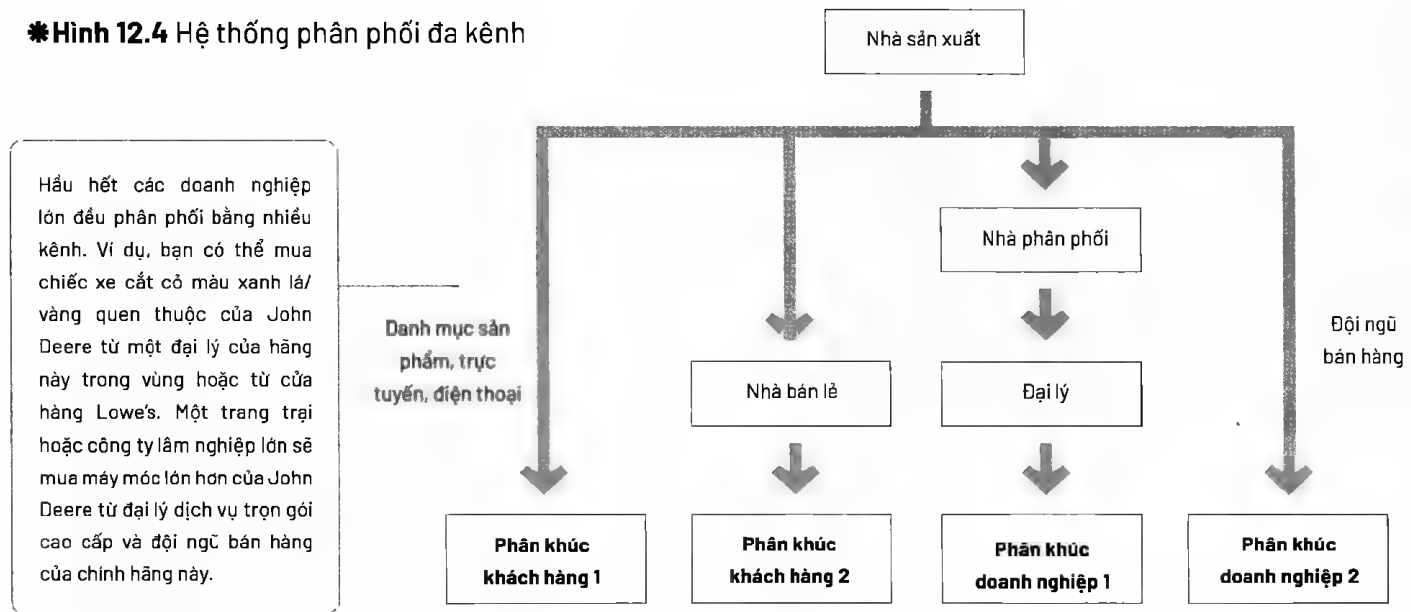 ✱Hình 12.4 Hệ thống phân phối đa kênh
Nhà sản xuất
Hầu hết các doanh nghiệp
lớn đều phân phối bằng nhiều
kênh. Ví dụ, bạn có thể mua
chiếc xe cắt cỏ màu xanh lá/
vàng quen thuộc của John
Deere từ một đại lý của hãng
này trong vùng hoặc từ cửa
hàng Lowe's. Một trang trại
hoặc công ty lâm nghiệp lớn sẽ
mua máy móc lớn hơn của John
Deere từ đại lý dịch vụ trọn gói
cao cấp và đội ngũ bán hàng
của chính hãng này.
Danh mục sản
phẩm, trực
tuyến, điện thoại
Nhà phân phối
Nhà bán lẻ
Đại lý
Đội ngũ
bán hàng
Phân khúc
khách hàng 1
Phân khúc
khách hàng 2
Phân khúc
doanh nghiệp 1
Phân khúc
doanh nghiệp 2